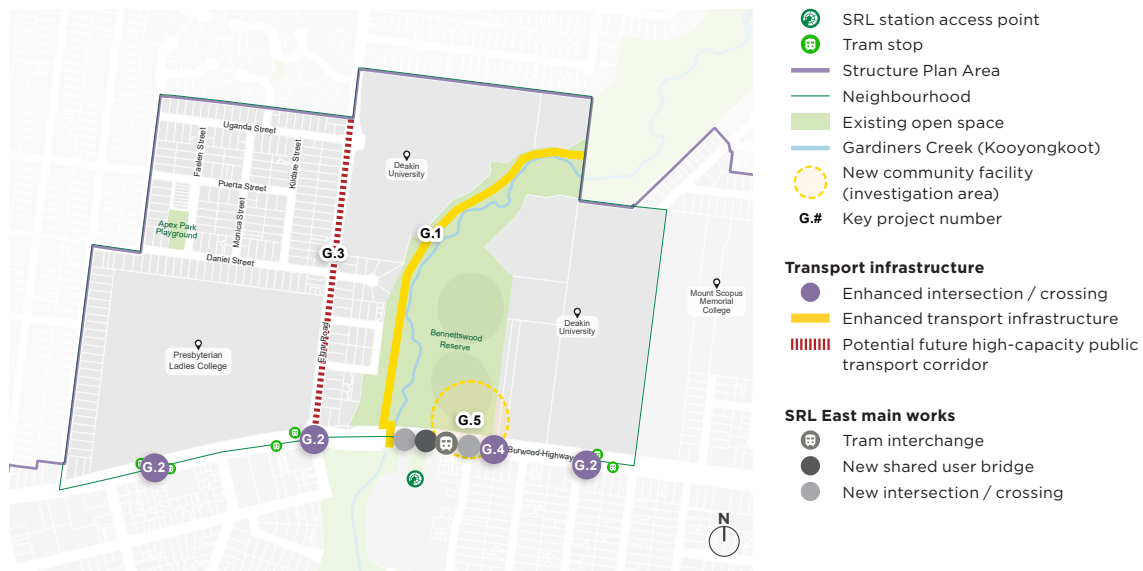 Uganda Street
Faelen Street
Kildare Street
Puerta Street
Monica Street
Apex Park
Playground
Daniel Street
Deakin
University
G.1
G.3
Elgar Road
Presbyterian
Ladies College
Bennettswood
Reserve
Deakin
University
Mount Scopus
Memorial
College
G.5
G.2
G.2
G.4
Burwood Highway
G.2
N
SRL station access point
Tram stop
Structure Plan Area
Neighbourhood
Existing open space
Gardiners Creek (Kooyongkoot)
New community facility
(investigation area)
G.# Key project number
Transport infrastructure
Enhanced intersection / crossing
Enhanced transport infrastructure
Potential future high-capacity public
transport corridor
SRL East main works
Tram interchange
New shared user bridge
New intersection / crossing